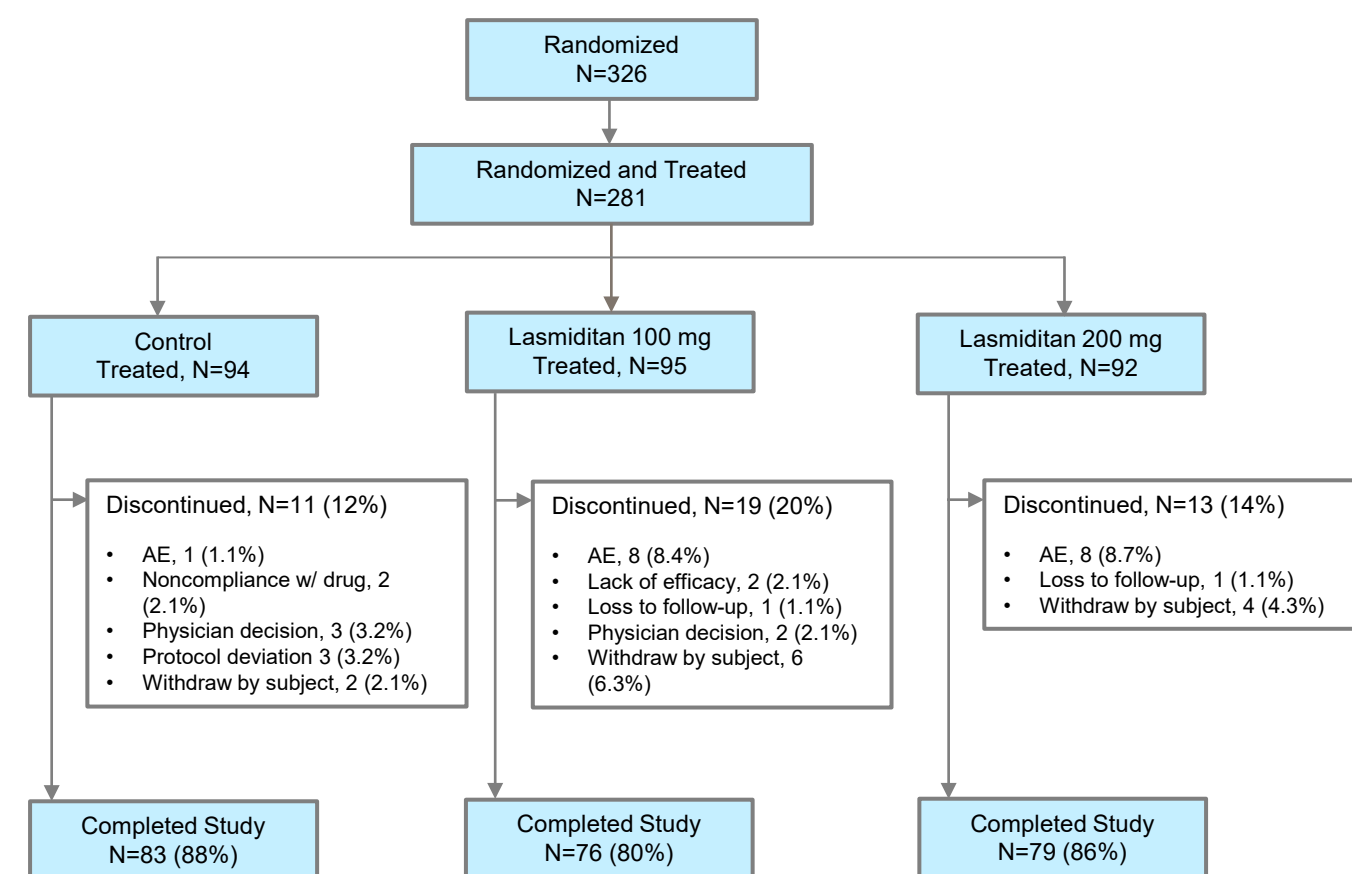 Randomized
N=326
Randomized and Treated
N=281
Control
Treated, N=94
Lasmiditan 100 mg
Treated, N=95
Lasmiditan 200 mg
Treated, N=92
Discontinued, N=11 (12%)
• AE, 1 (1.1%)
• Noncompliance w/ drug, 2
(2.1%)
• Physician decision, 3 (3.2%)
• Protocol deviation 3 (3.2%)
• Withdraw by subject, 2 (2.1%)
Discontinued, N=19 (20%)
• AE, 8 (8.4%)
• Lack of efficacy, 2 (2.1%)
• Loss to follow-up, 1 (1.1%)
• Physician decision, 2 (2.1%)
• Withdraw by subject, 6
(6.3%)
Discontinued, N=13 (14%)
• AE, 8 (8.7%)
• Loss to follow-up, 1 (1.1%)
• Withdraw by subject, 4 (4.3%)
Completed Study
N=83 (88%)
Completed Study
N=76 (80%)
Completed Study
N=79 (86%)